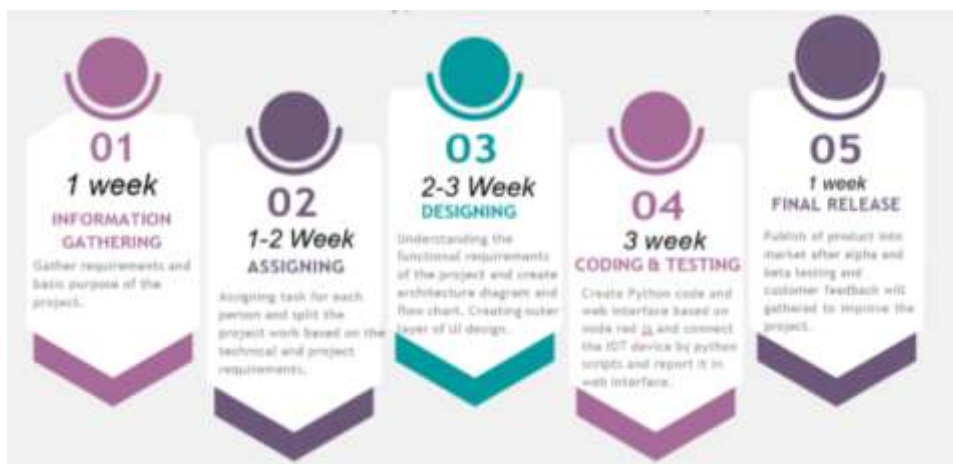 01
1 week
INFORMATION
GATHERING
Gather requirements and
basic purpose of the
project.
02
1-2 Week
ASSIGNING
Assigning task for each
person and split the
project work based on the
technical and project
requirements.
03
2-3 Week
DESIGNING
Understanding the
functional requirements
of the project and create
architecture diagram and
flow chart. Creating outer
layer of UI design.
04
3 week
CODING & TESTING
Create Python code and
web interface based on
node red js and connect
the IOT device by python
scripts and report it in
web interface.
05
1 week
FINAL RELEASE
Publish of product into
market after alpha and
beta testing and
customer feedback will
gathered to improve the
project.